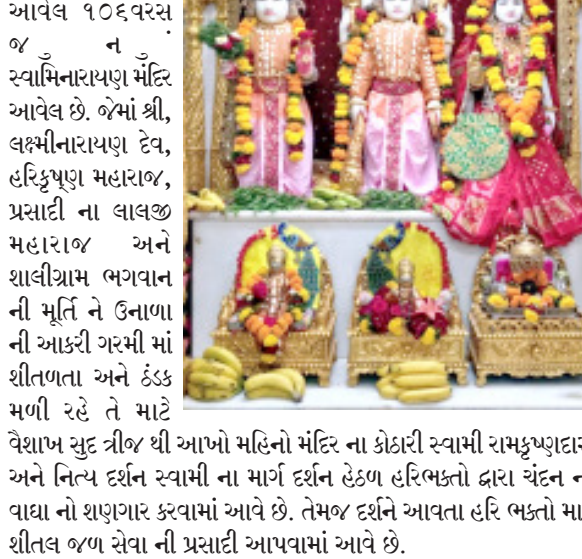 આવેલ ૧૦૬વરસ
જુ નું
સ્વામિનારાયણ મંદિર
આવેલ છે. જેમાં શ્રી,
લક્ષ્મીનારાયણ દેવ,
હરિકૃષ્ણ મહારાજ,
પ્રસાદી ના લાલજી
મહારાજ અને
શાલીગ્રામ ભગવાન
ની મૂર્તિ ને ઉનાળા
ની આકરી ગરમી માં
શીતળતા અને ઠંડક
મળી રહે તે માટે
વૈશાખ સુદ ત્રીજ થી આખો મહિનો મંદિર ના કોઠારી સ્વામી
અને નિત્ય દર્શન સ્વામી ના માર્ગ દર્શન હેઠળ હરિભક્તો દ્વારા ચંદન
વાઘા નો શણગાર કરવામાં આવે છે. તેમજ દર્શને આવતા હરિ ભક્તો
શીતલ જળ સેવા ની પ્રસાદી આપવામાં આવે છે.